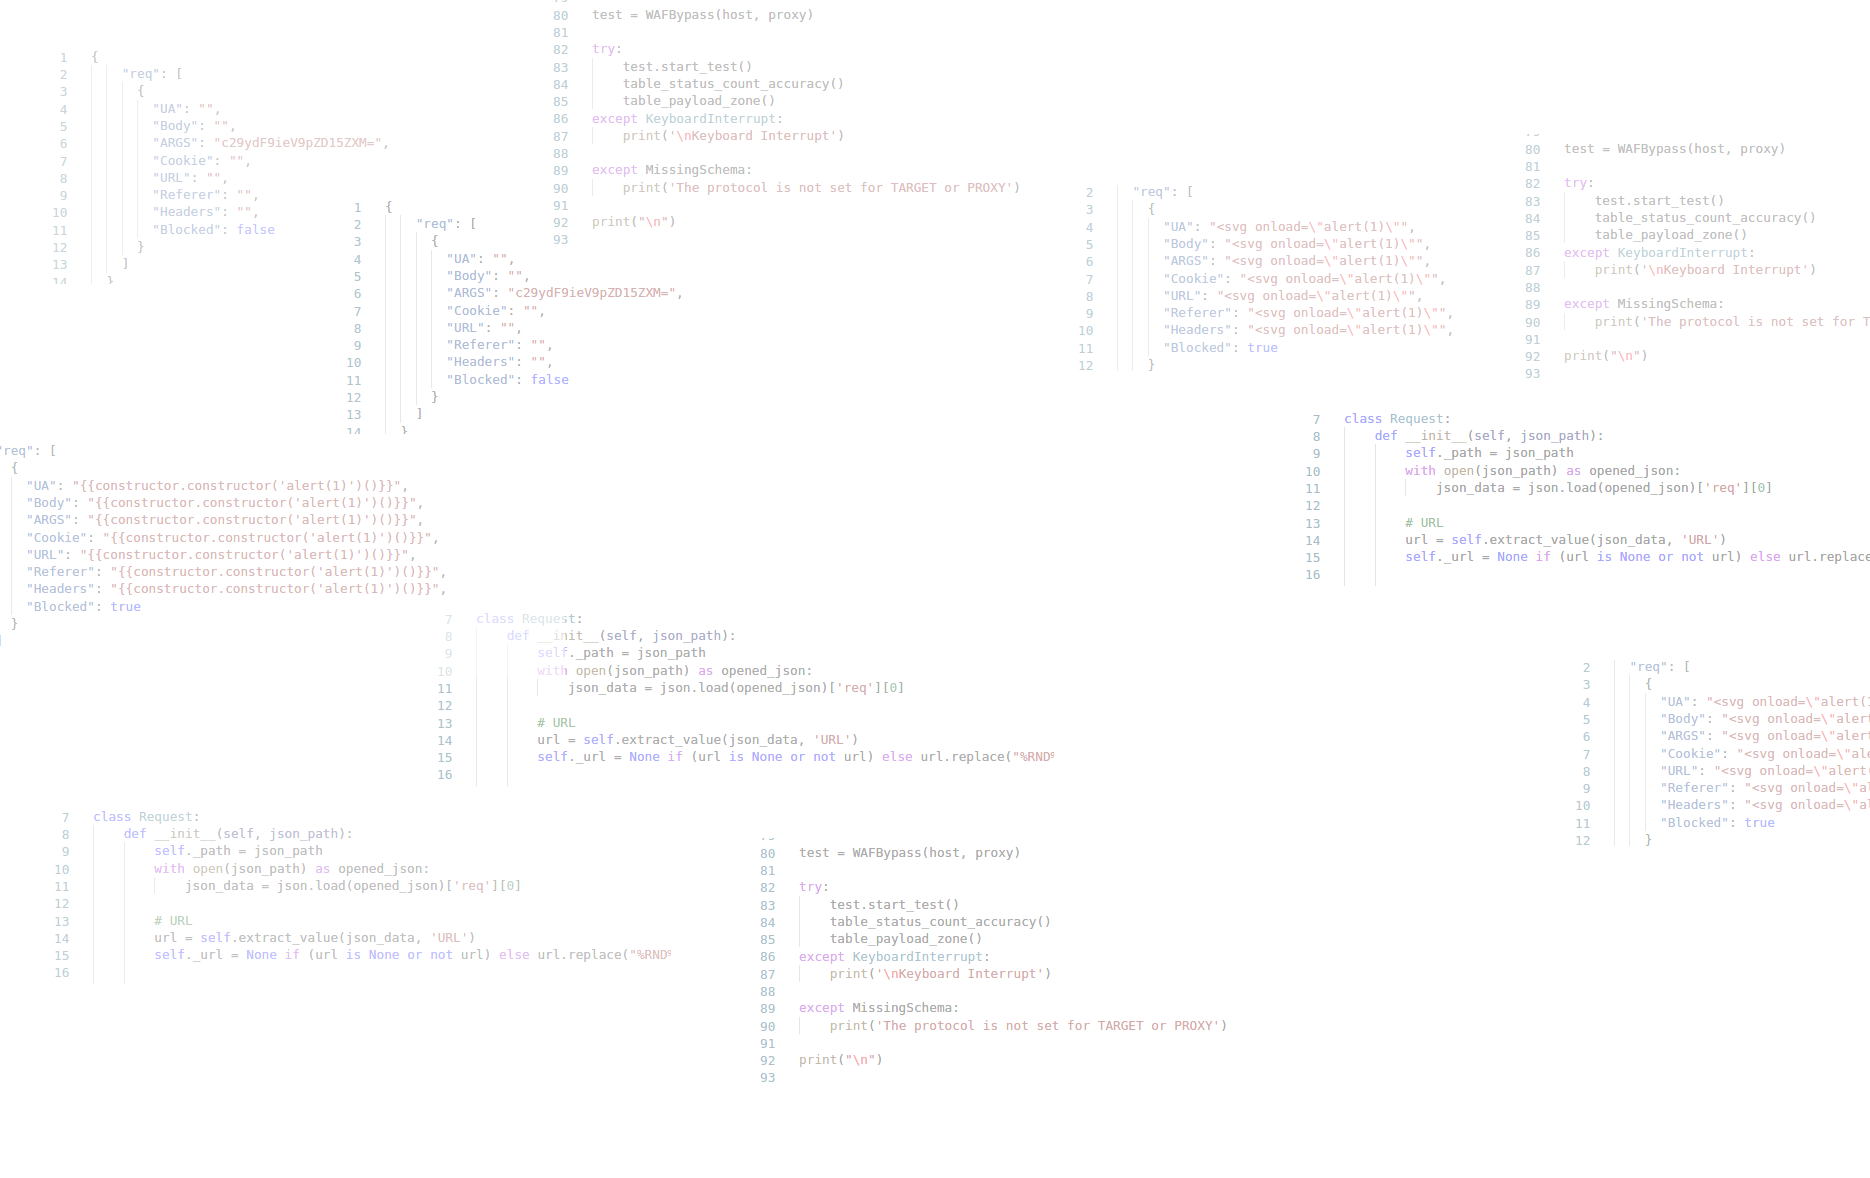 1 {
2 "req": [
3 {
4 "UA": "",
5 "Body": "",
6 "ARGS": "c29ydF9ieV9pZD15ZXM=",
7 "Cookie": "",
8 "URL": "",
9 "Referer": "",
10 "Headers": "",
11 "Blocked": false
12 }
13 ]
14 }
80 test = WAFBypass(host, proxy)
81
82 try:
83 test.start_test()
84 table_status_count_accuracy()
85 table_payload_zone()
86 except KeyboardInterrupt:
87 print('\nKeyboard Interrupt')
88
89 except MissingSchema:
90 print('The protocol is not set for TARGET or PROXY')
91
92 print("\n")
93
1 {
2 "req": [
3 {
4 "UA": "",
5 "Body": "",
6 "ARGS": "c29ydF9ieV9pZD15ZXM=",
7 "Cookie": "",
8 "URL": "",
9 "Referer": "",
10 "Headers": "",
11 "Blocked": false
12 }
13 ]
14 }
2 "req": [
3 {
4 "UA": "<svg onload=\"alert(1)\"",
5 "Body": "<svg onload=\"alert(1)\"",
6 "ARGS": "<svg onload=\"alert(1)\"",
7 "Cookie": "<svg onload=\"alert(1)\"",
8 "URL": "<svg onload=\"alert(1)\"",
9 "Referer": "<svg onload=\"alert(1)\"",
10 "Headers": "<svg onload=\"alert(1)\"",
11 "Blocked": true
12 }
80 test = WAFBypass(host, proxy)
81
82 try:
83 test.start_test()
84 table_status_count_accuracy()
85 table_payload_zone()
86 except KeyboardInterrupt:
87 print('\nKeyboard Interrupt')
88
89 except MissingSchema:
90 print('The protocol is not set for T
91
92 print("\n")
93
"req": [
{
"UA": "{{constructor.constructor('alert(1)')()}}",
"Body": "{{constructor.constructor('alert(1)')()}}",
"ARGS": "{{constructor.constructor('alert(1)')()}}",
"Cookie": "{{constructor.constructor('alert(1)')()}}",
"URL": "{{constructor.constructor('alert(1)')()}}",
"Referer": "{{constructor.constructor('alert(1)')()}}",
"Headers": "{{constructor.constructor('alert(1)')()}}",
"Blocked": true
}
]
7 class Request:
8 def __init__(self, json_path):
9 self._path = json_path
10 with open(json_path) as opened_json:
11 json_data = json.load(opened_json)['req'][0]
12
13 # URL
14 url = self.extract_value(json_data, 'URL')
15 self._url = None if (url is None or not url) else url.replace
16
7 class Request:
8 def __init__(self, json_path):
9 self._path = json_path
10 with open(json_path) as opened_json:
11 json_data = json.load(opened_json)['req'][0]
12
13 # URL
14 url = self.extract_value(json_data, 'URL')
15 self._url = None if (url is None or not url) else url.replace("%RND%
16
2 "req": [
3 {
4 "UA": "<svg onload=\"alert(1
5 "Body": "<svg onload=\"alert
6 "ARGS": "<svg onload=\"alert
7 "Cookie": "<svg onload=\"ale
8 "URL": "<svg onload=\"alert(
9 "Referer": "<svg onload=\"al
10 "Headers": "<svg onload=\"al
11 "Blocked": true
12 }
7 class Request:
8 def __init__(self, json_path):
9 self._path = json_path
10 with open(json_path) as opened_json:
11 json_data = json.load(opened_json)['req'][0]
12
13 # URL
14 url = self.extract_value(json_data, 'URL')
15 self._url = None if (url is None or not url) else url.replace("%RND%
16
80 test = WAFBypass(host, proxy)
81
82 try:
83 test.start_test()
84 table_status_count_accuracy()
85 table_payload_zone()
86 except KeyboardInterrupt:
87 print('\nKeyboard Interrupt')
88
89 except MissingSchema:
90 print('The protocol is not set for TARGET or PROXY')
91
92 print("\n")
93